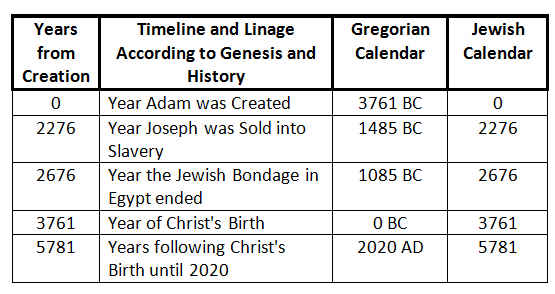 Years from Creation | Timeline and Linage According to Genesis and History | Gregorian Calendar | Jewish Calendar
0 | Year Adam was Created | 3761 BC | 0
2276 | Year Joseph was Sold into Slavery | 1485 BC | 2276
2676 | Year the Jewish Bondage in Egypt ended | 1085 BC | 2676
3761 | Year of Christ's Birth | 0 BC | 3761
5781 | Years following Christ's Birth until 2020 | 2020 AD | 5781